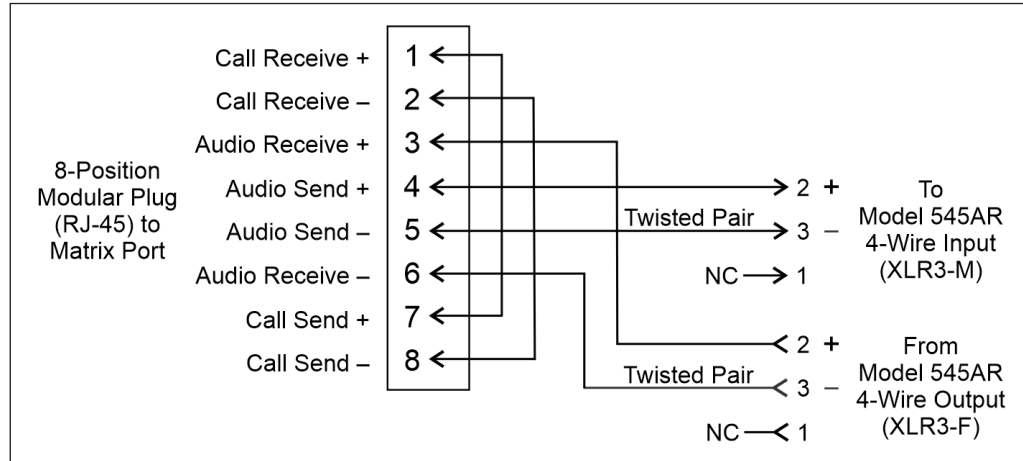 8-Position
Modular Plug
(RJ-45) to
Matrix Port
Call Receive +
Call Receive –
Audio Receive +
Audio Send +
Audio Send –
Audio Receive –
Call Send +
Call Send –
1
2
3
4
5
6
7
8
Twisted Pair
2 +
3 –
NC 1
To
Model 545AR
4-Wire Input
(XLR3-M)
Twisted Pair
2 +
3 –
NC 1
From
Model 545AR
4-Wire Output
(XLR3-F)